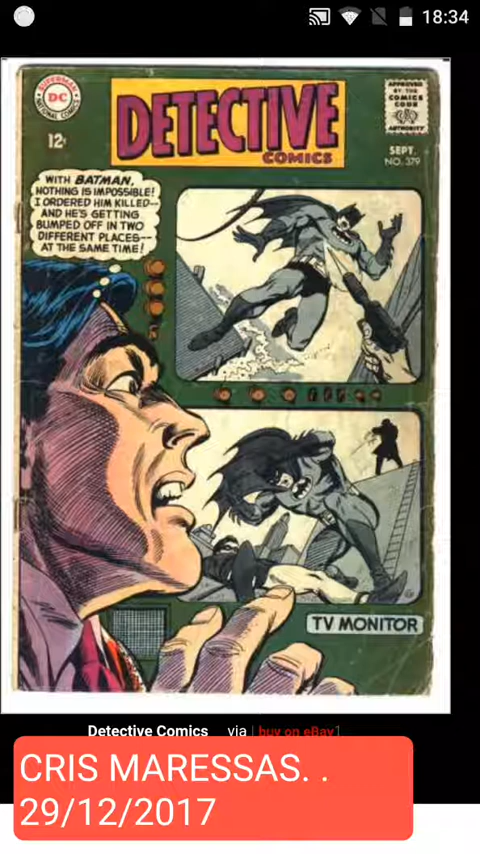 18:34
SUPERMAN
DC
NATIONAL COMICS
12¢
DETECTIVE
COMICS
APPROVED
BY THE
COMICS
CODE
AUTHORITY
SEPT.
NO. 379
WITH BATMAN,
NOTHING IS IMPOSSIBLE!
I ORDERED HIM KILLED--
AND HE'S GETTING
BUMPED OFF IN TWO
DIFFERENT PLACES--
AT THE SAME TIME!
TV MONITOR
Detective Comics via | buy on eBay]
CRIS MARESSAS. .
29/12/2017